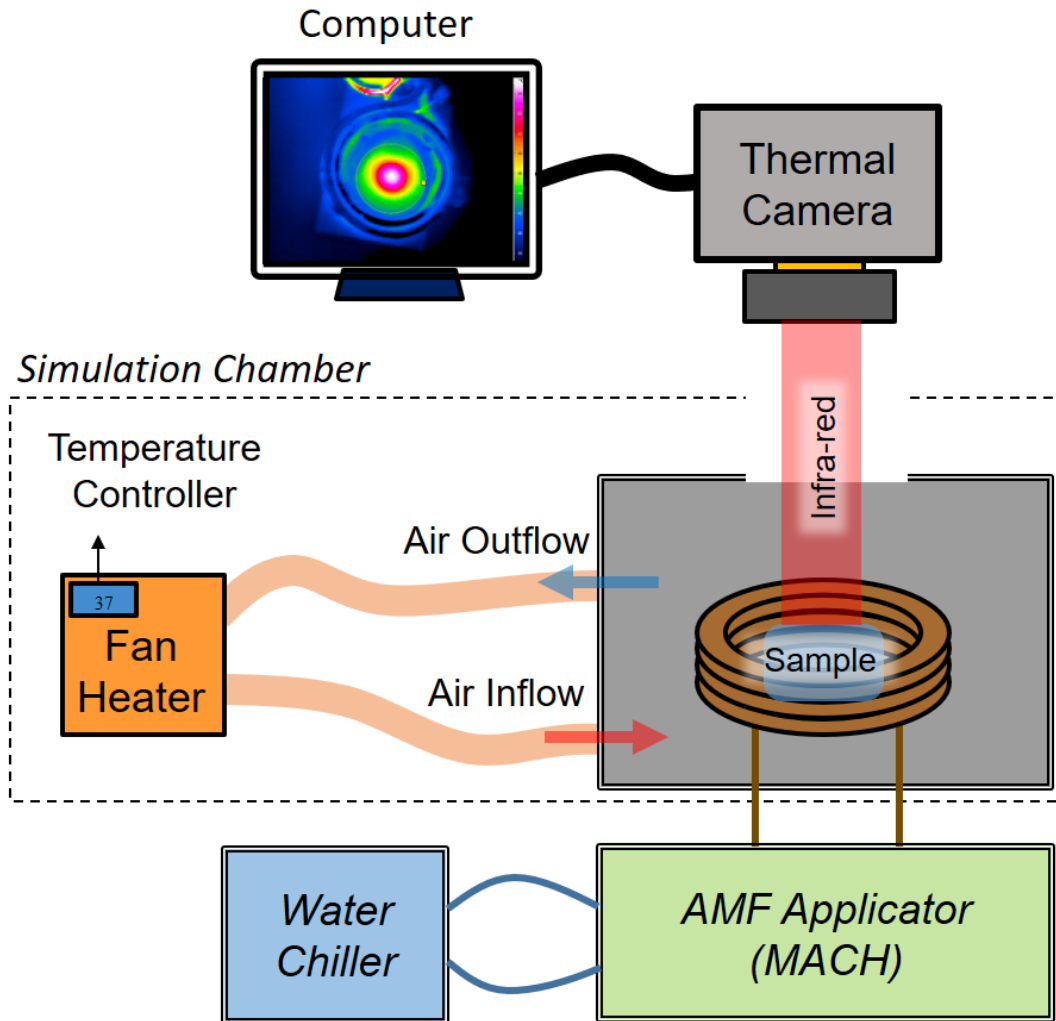 Computer
Thermal
Camera
Simulation Chamber
Infra-red
Temperature
Controller
Air Outflow
37
Fan
Heater
Sample
Air Inflow
Water
Chiller
AMF Applicator
(MACH)